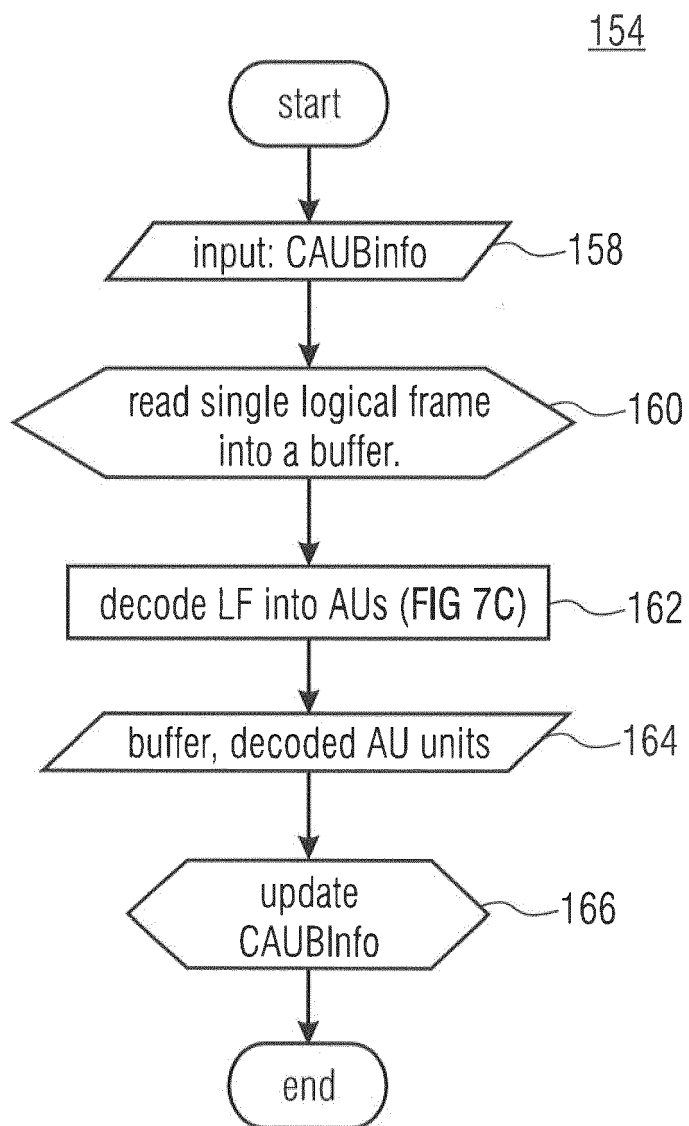 154
start
input: CAUBinfo
158
read single logical frame
into a buffer.
160
decode LF into AUs (FIG 7C)
162
buffer, decoded AU units
164
update
CAUBInfo
166
end